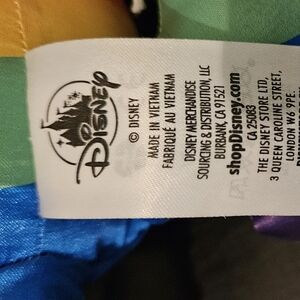 Disney
© DISNEY
MADE IN VIETNAM
FABRIQUÉ AU VIETNAM
DISNEY MERCHANDISE
SOURCING & DISTRIBUTION, LLC
BURBANK CA 91521
shopDisney.com
CA 25083
THE DISNEY STORE LTD,
3 QUEEN CAROLINE STREET,
LONDON W6 9PE.